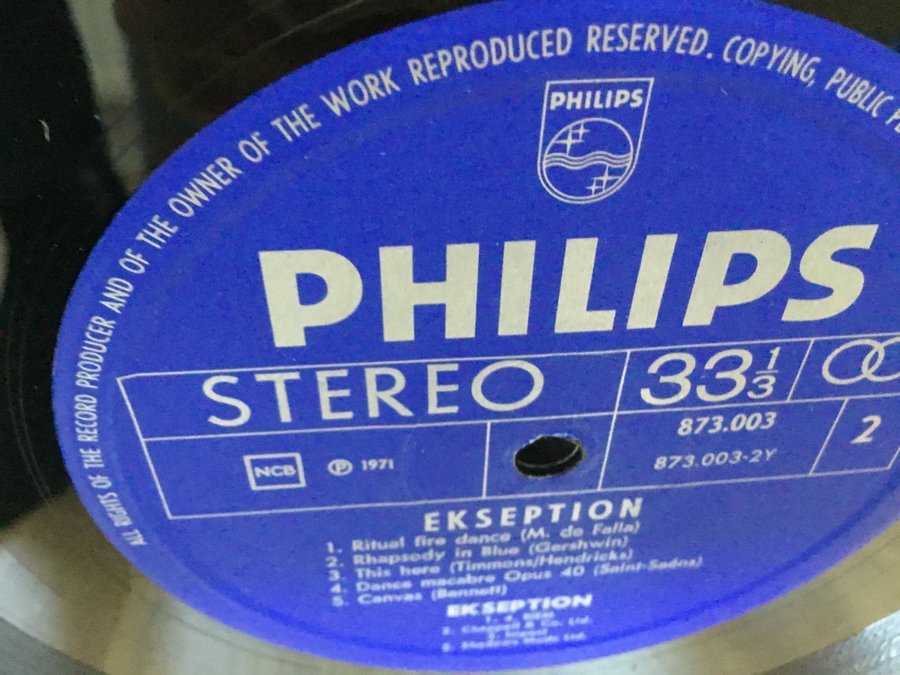 ALL RIGHTS OF THE RECORD PRODUCER AND OF THE OWNER OF THE WORK REPRODUCED RESERVED. COPYING, PUBLIC
PHILIPS
PHILIPS
STEREO
33 1/3
873.003
2
NCB
℗ 1971
873.003-2Y
EKSEPTION
1. Ritual fire dance (M. de Falla)
2. Rhapsody in Blue (Gershwin)
3. This here (Timmons/Hendricks)
4. Dance macabre Opus 40 (Saint-Saëns)
5. Canvas (Bennett)
EKSEPTION